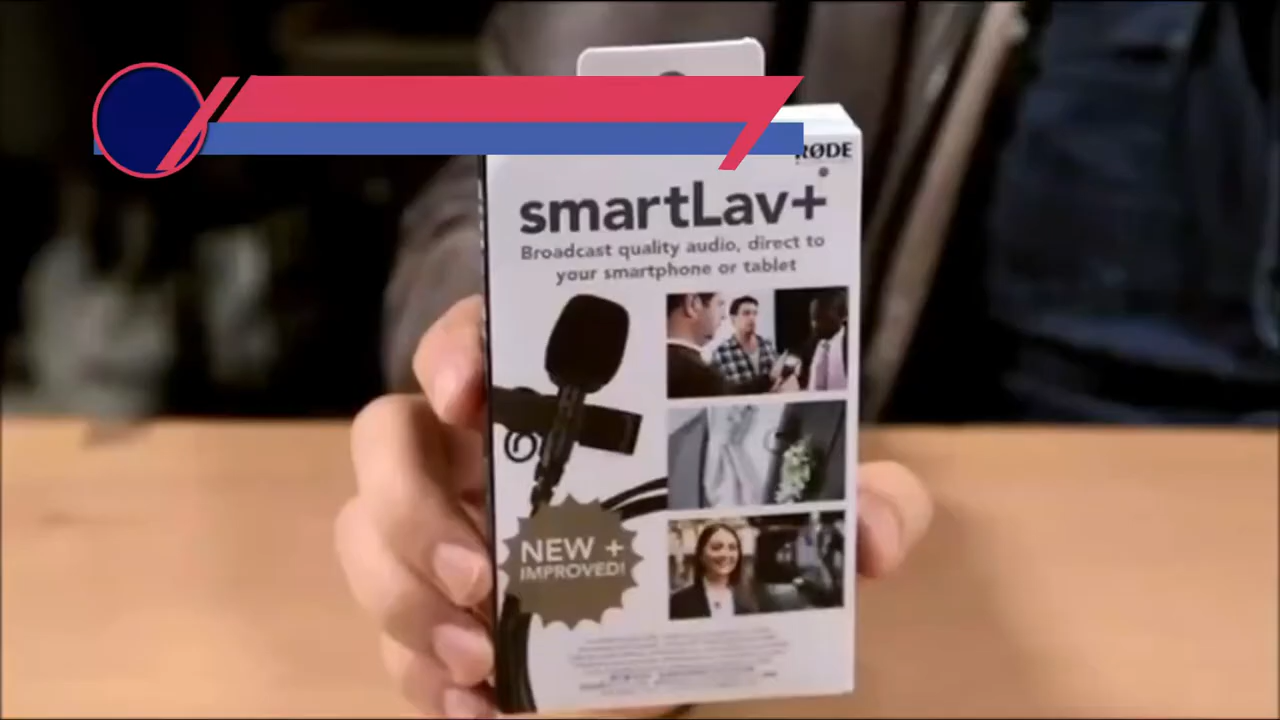 RØDE
smartLav+
Broadcast quality audio, direct to
your smartphone or tablet
NEW +
IMPROVED!